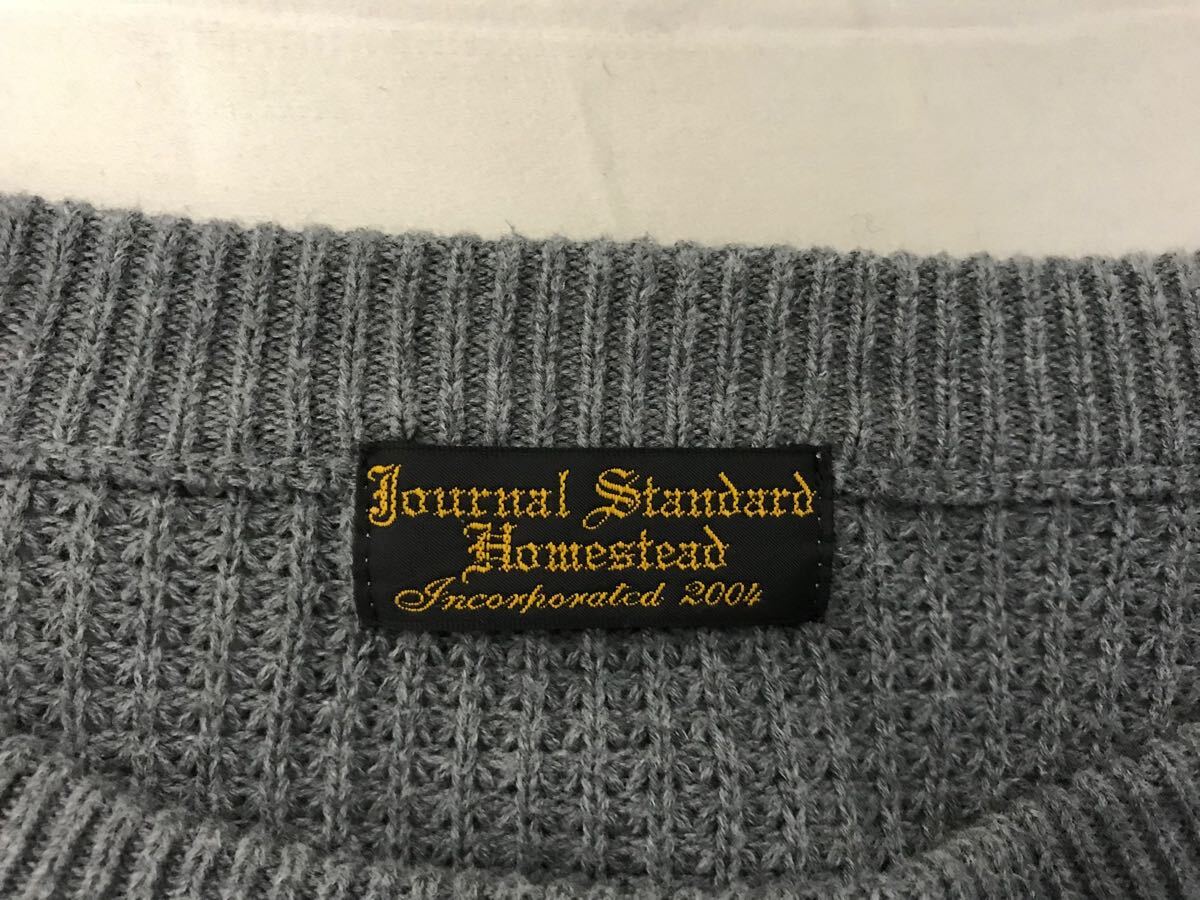 Journal Standard
Homestead
Incorporated 2004